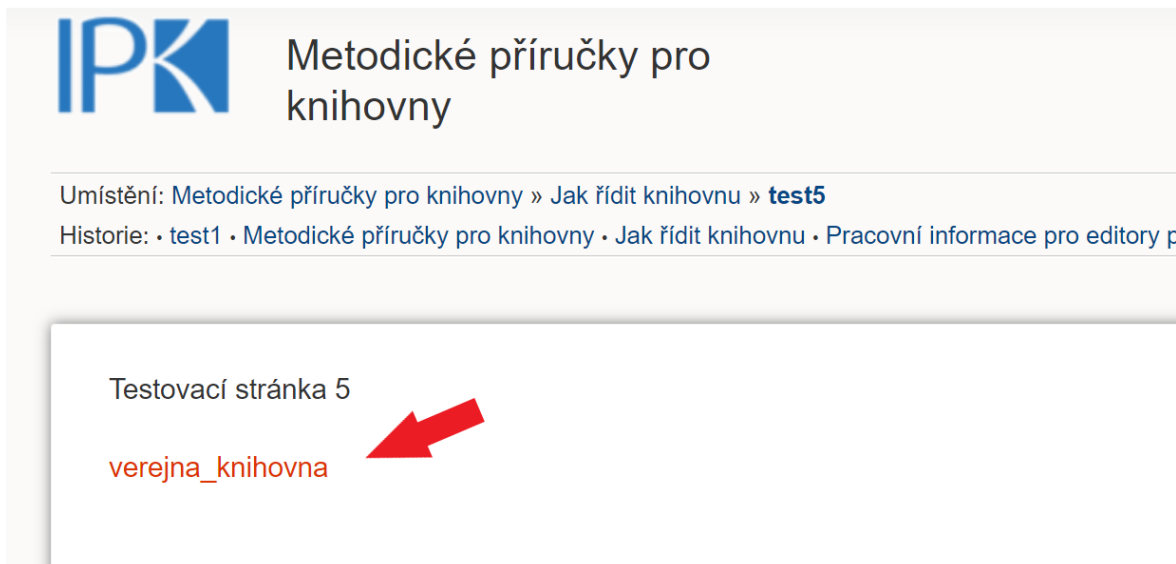 IPK
Metodické příručky pro
knihovny
Umístění: Metodické příručky pro knihovny » Jak řídit knihovnu » test5
Historie: • test1 • Metodické příručky pro knihovny • Jak řídit knihovnu • Pracovní informace pro editory p
Testovací stránka 5
verejna_knihovna